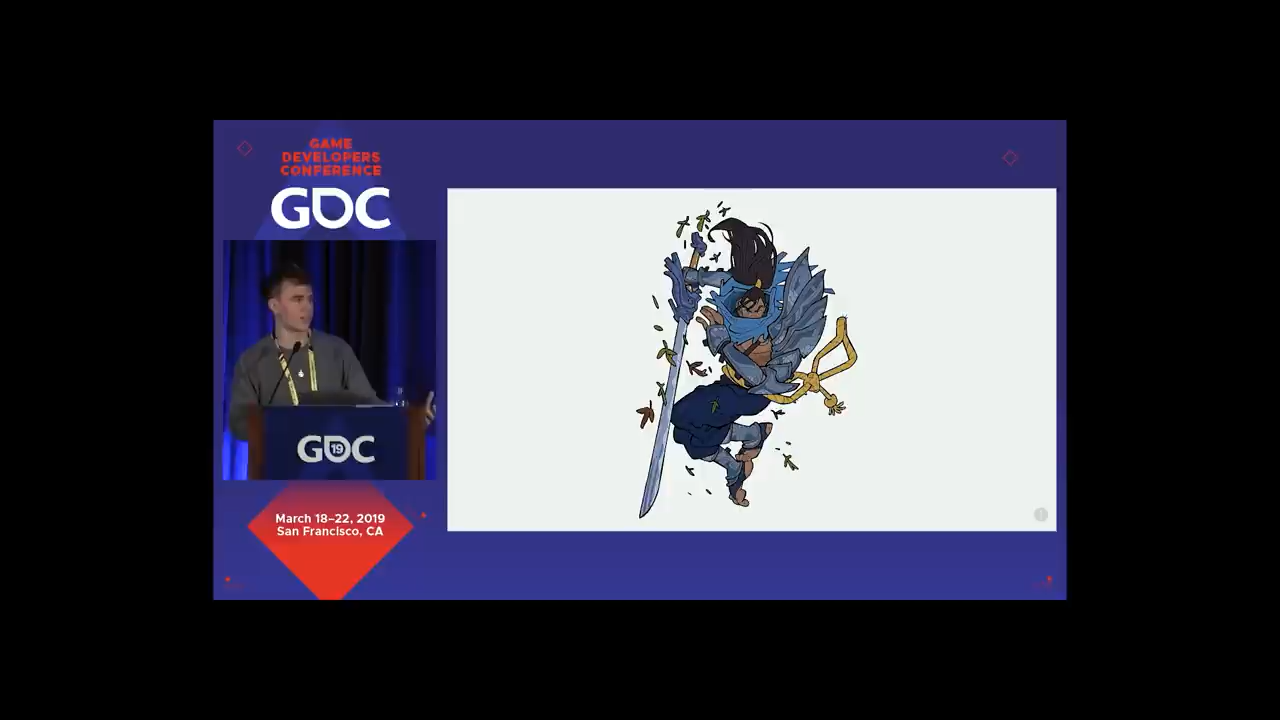 GAME
DEVELOPERS
CONFERENCE
GDC
GDC
19
March 18–22, 2019
San Francisco, CA